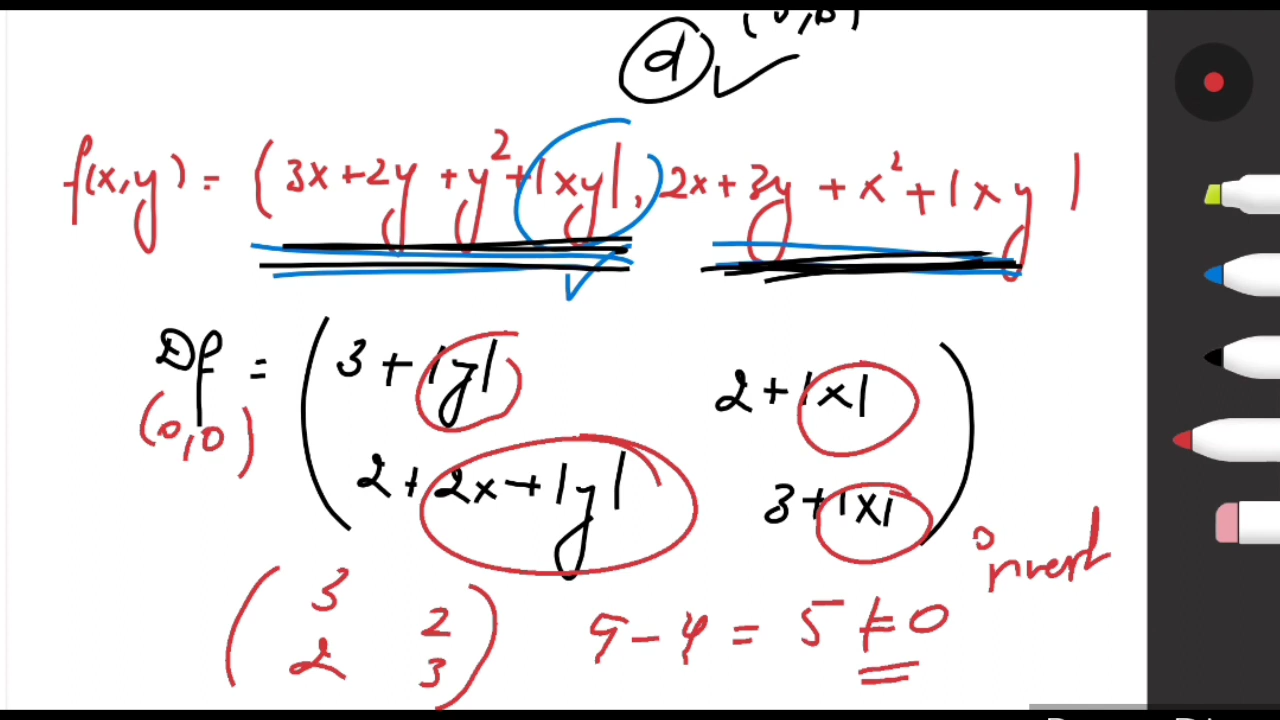 d
f(x,y) = (3x+2y+y²+|xy|, 2x+3y+x²+|xy|
Df = ( 3+|y| 2+|x|
(0,0) 2+2x+|y| 3+|x| )
invert
( 3 2
2 3 ) 9-4 = 5 ≠ 0